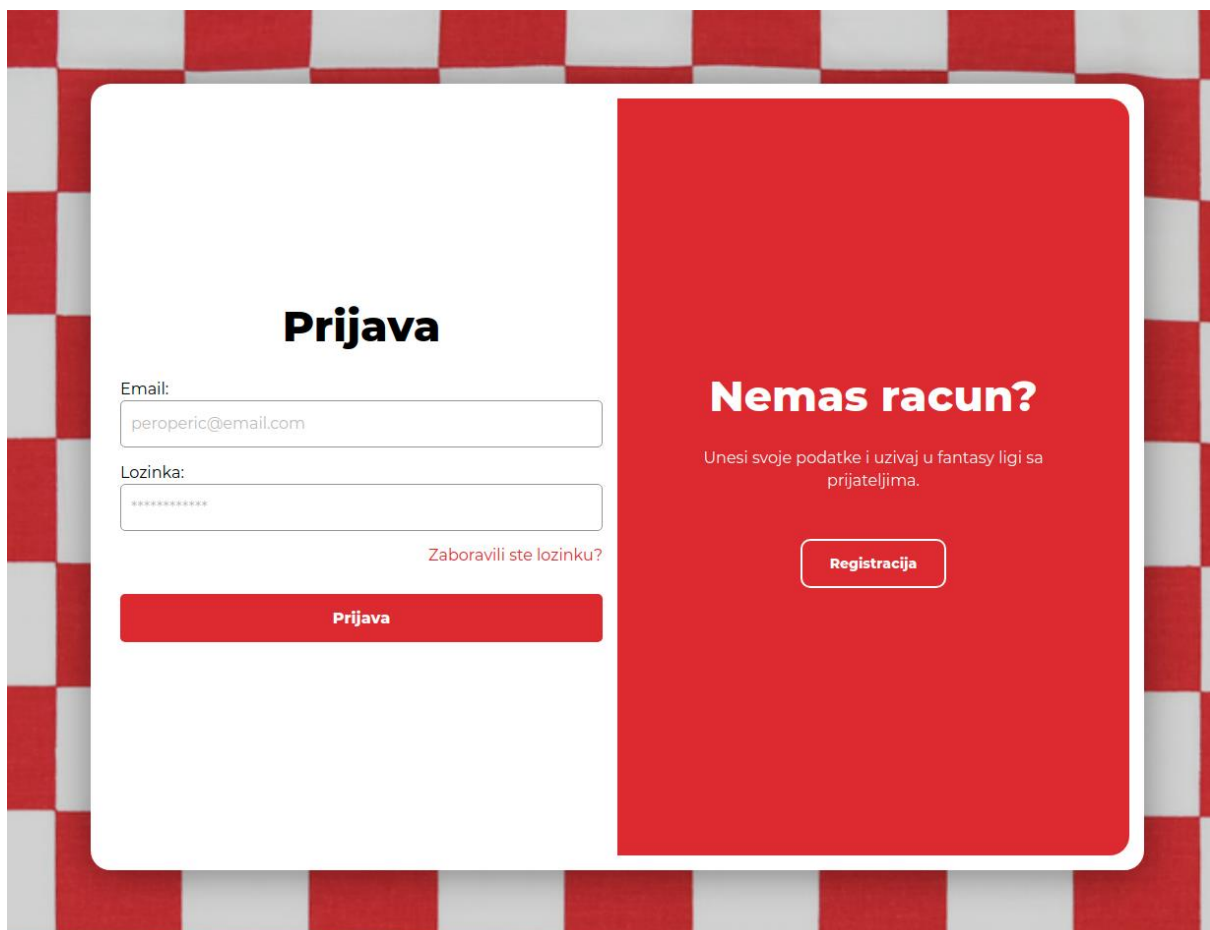 Prijava
Email:
peroperic@email.com
Lozinka:
************
Zaboravili ste lozinku?
Prijava
Nemas racun?
Unesi svoje podatke i uzivaj u fantasy ligi sa
prijateljima.
Registracija